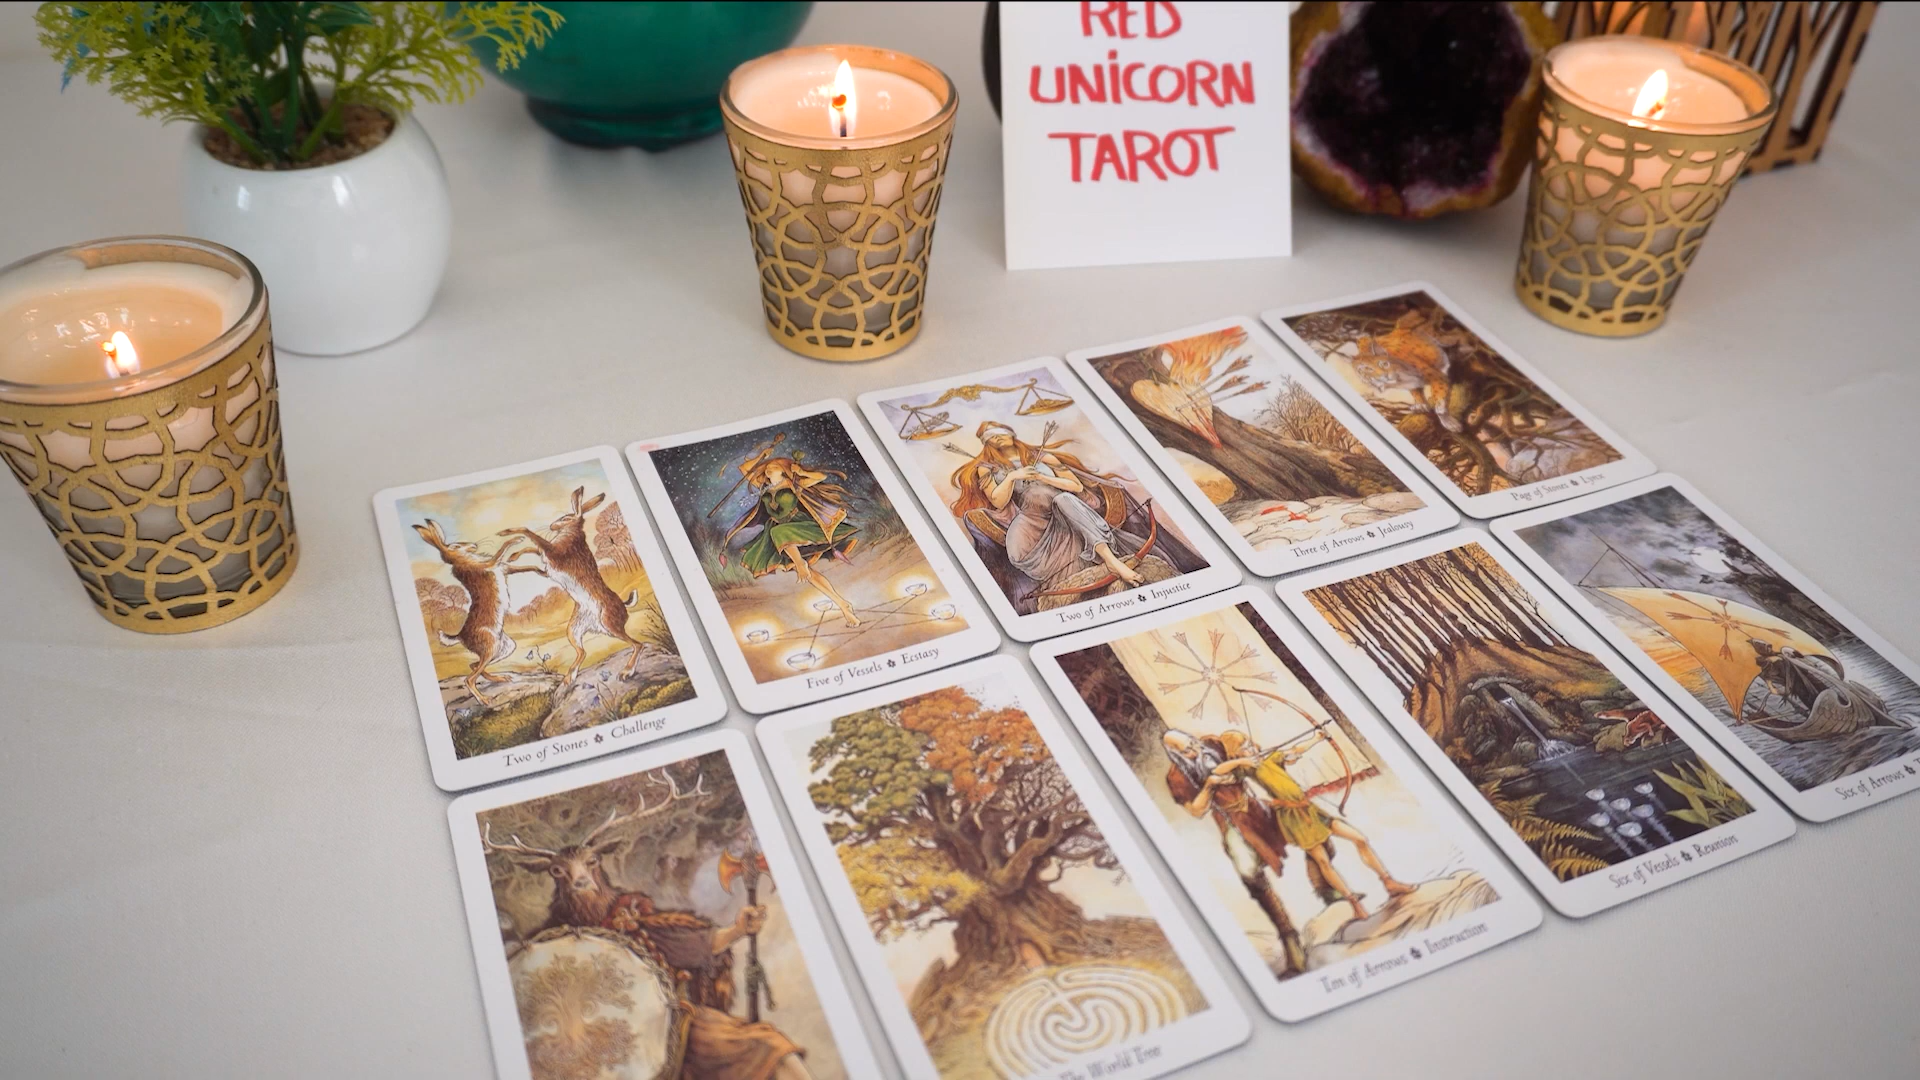 RED
UNICORN
TAROT
Page of Stones Lynx
Three of Arrows Jealousy
Two of Arrows Injustice
Five of Vessels Ecstasy
Two of Stones Challenge
Six of Arrows
Six of Vessels Reunion
Ten of Arrows Instruction
The World Tree